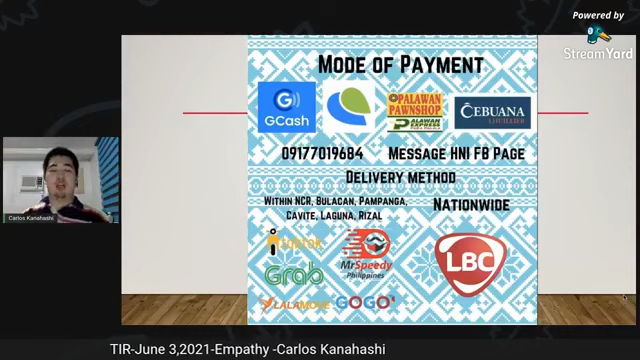 Powered by
StreamYard
MODE OF PAYMENT
GCash
PALAWAN
PAWNSHOP
PALAWAN
EXPRESS
CEBUANA
LHUILLIER
09177019684 MESSAGE HNI FB PAGE
DELIVERY METHOD
WITHIN NCR, BULACAN, PAMPANGA,
CAVITE, LAGUNA, RIZAL
NATIONWIDE
toktok
MrSpeedy
Philippines
LBC
Grab
LALAMOVE
GOGO
Carlos Kanahashi
TIR-June 3,2021-Empathy -Carlos Kanahashi